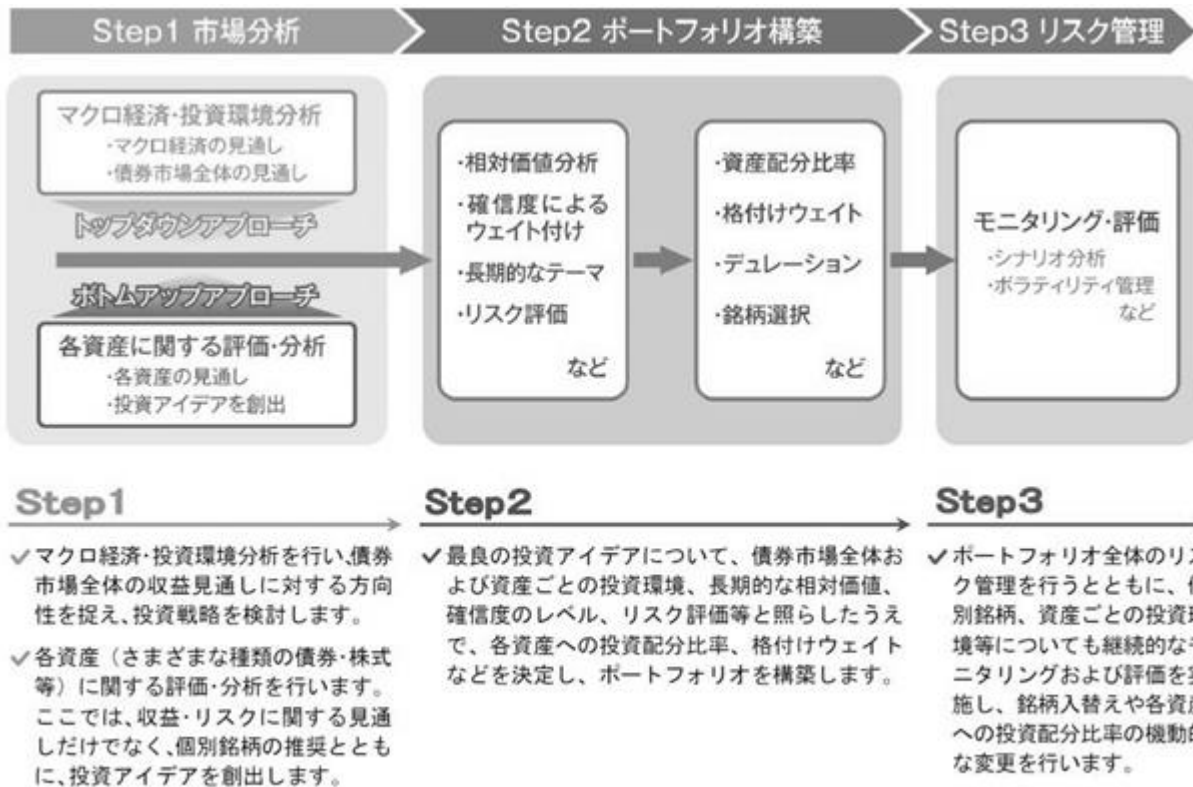 Step1 市場分析
Step2 ポートフォリオ構築
Step3 リスク管理
マクロ経済・投資環境分析
・マクロ経済の見通し
・債券市場全体の見通し
トップダウンアプローチ
ボトムアップアプローチ
各資産に関する評価・分析
・各資産の見通し
・投資アイデアを創出
・相対価値分析
・確信度による
ウェイト付け
・長期的なテーマ
・リスク評価
など
・資産配分比率
・格付けウェイト
・デュレーション
・銘柄選択
など
モニタリング・評価
・シナリオ分析
・ボラティリティ管理
など
Step1
✓マクロ経済・投資環境分析を行い、債券
市場全体の収益見通しに対する方向
性を捉え、投資戦略を検討します。
✓各資産（さまざまな種類の債券・株式
等）に関する評価・分析を行います。
ここでは、収益・リスクに関する見通
しだけでなく、個別銘柄の推奨ととも
に、投資アイデアを創出します。
Step2
✓最良の投資アイデアについて、債券市場全体お
よび資産ごとの投資環境、長期的な相対価値、
確信度のレベル、リスク評価等と照らしたうえ
で、各資産への投資配分比率、格付けウェイト
などを決定し、ポートフォリオを構築します。
Step3
✓ポートフォリオ全体のリス
ク管理を行うとともに、
別銘柄、資産ごとの投資
境等についても継続的な
ニタリングおよび評価を
施し、銘柄入替えや各資
への投資配分比率の機動
な変更を行います。